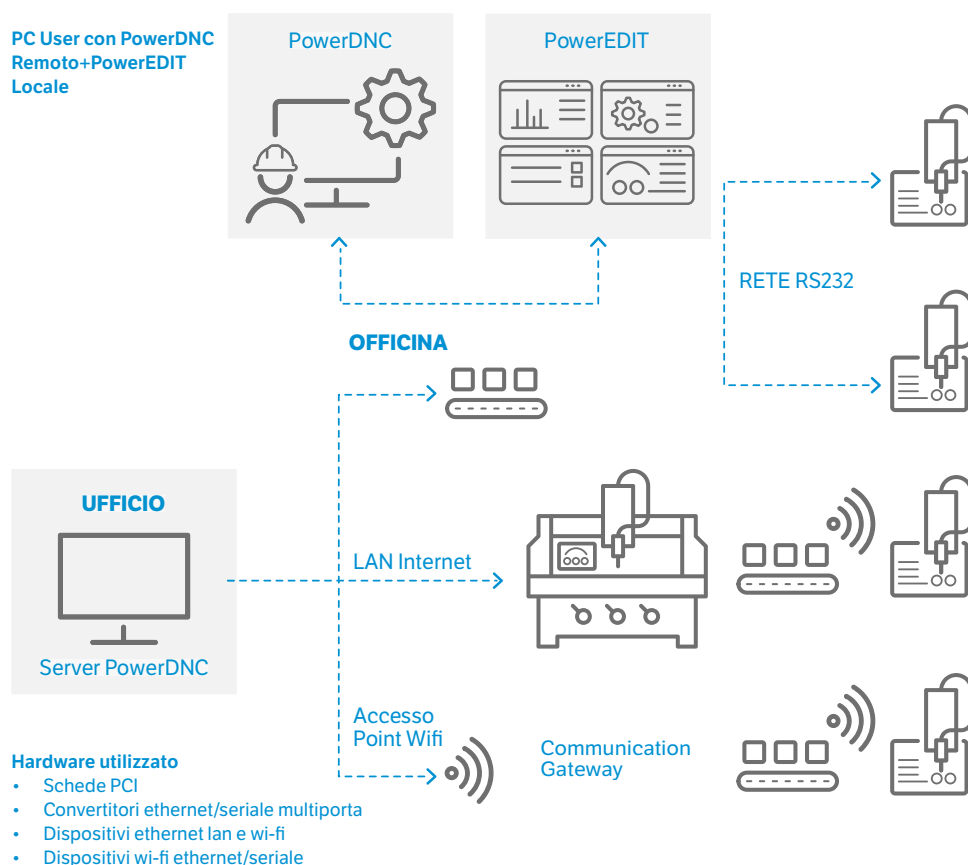 PC User con PowerDNC
Remoto+PowerEDIT
Locale
PowerDNC
PowerEDIT
RETE RS232
OFFICINA
UFFICIO
LAN Internet
Server PowerDNC
Accesso
Point Wifi
Communication
Gateway
Hardware utilizzato
• Schede PCI
• Convertitori ethernet/seriale multiporta
• Dispositivi ethernet lan e wi-fi
• Dispositivi wi-fi ethernet/seriale